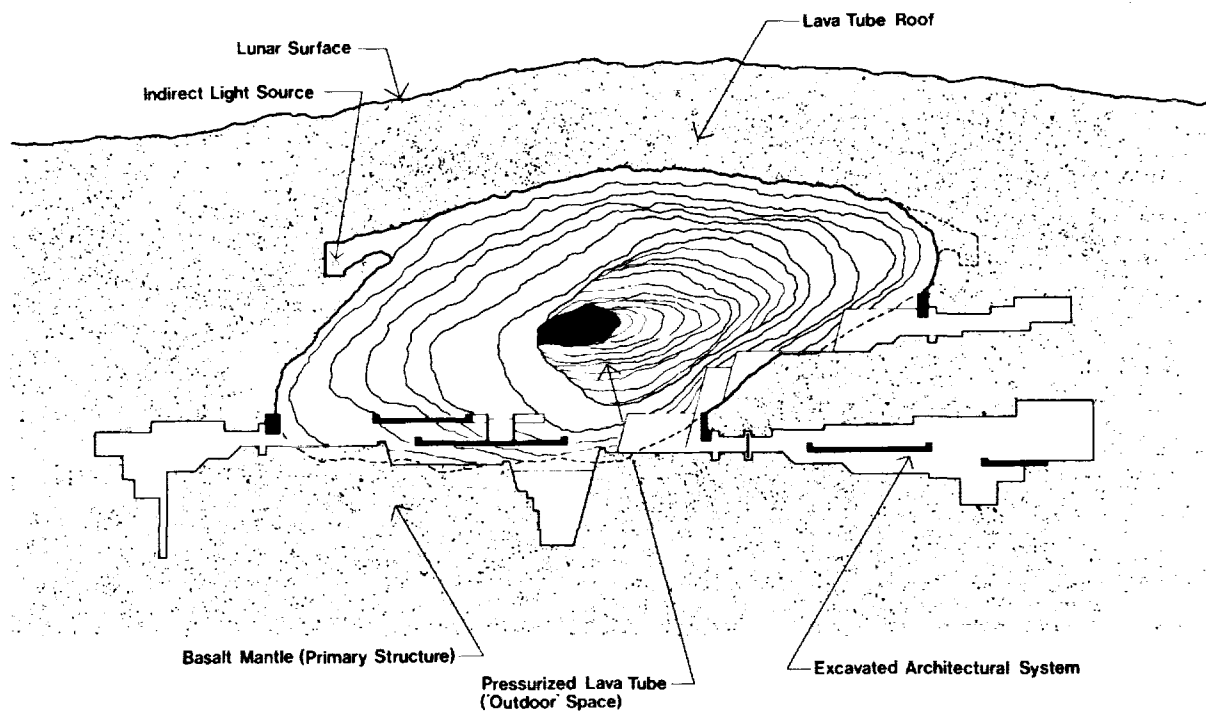 Lava Tube Roof
Lunar Surface
Indirect Light Source
Basalt Mantle (Primary Structure)
Excavated Architectural System
Pressurized Lava Tube
('Outdoor' Space)